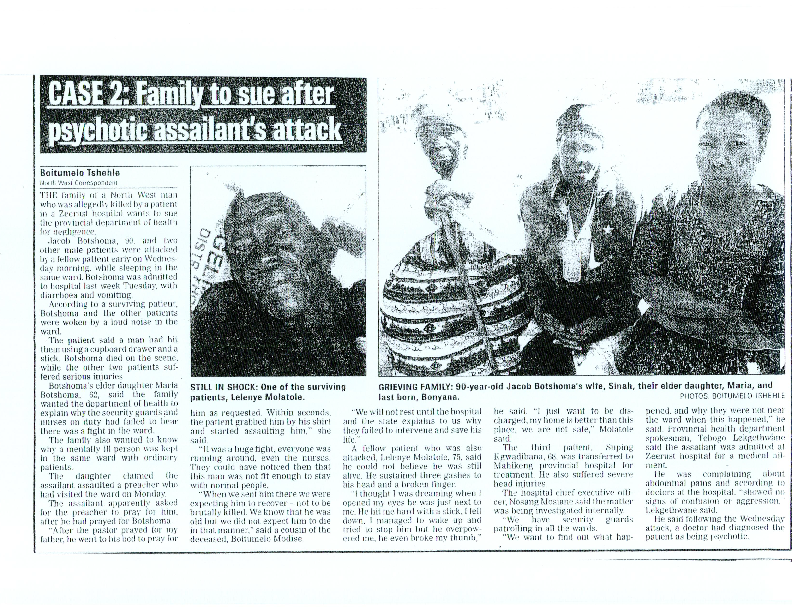 CASE 2: Family to sue after
psychotic assailant's attack
Boitumelo Tshehle
North West Correspondent
THE family of a North West man
who was allegedly killed by a patient
in a Zeerust hospital wants to sue
the provincial department of health
for negligence.
Jacob Botshoma, 90, and two
other male patients were attacked
by a fellow patient early on Wednes-
day morning, while sleeping in the
same ward. Botshoma was admitted
to hospital last week Tuesday, with
diarrhoea and vomiting.
According to a surviving patient,
Botshoma and the other patients
were woken by a loud noise in the
ward.
The patient said a man had hit
them using a cupboard drawer and a
stick. Botshoma died on the scene,
while the other two patients suf-
fered serious injuries.
Botshoma's elder daughter Maria
Botshoma, 62, said the family
wanted the department of health to
explain why the security guards and
nurses on duty had failed to hear
there was a fight in the ward.
The family also wanted to know
why a mentally ill person was kept
in the same ward with ordinary
patients.
The daughter claimed the
assailant assaulted a preacher who
had visited the ward on Monday.
The assailant apparently asked
for the preacher to pray for him,
after he had prayed for Botshoma.
"After the pastor prayed for my
father, he went to his bed to pray for
STILL IN SHOCK: One of the surviving
patients, Lelenye Molatole.
him as requested. Within seconds,
the patient grabbed him by his shirt
and started assaulting him," she
said.
"It was a huge fight, everyone was
running around, even the nurses.
They could have noticed then that
this man was not fit enough to stay
with normal people.
"When we sent him there we were
expecting him to recover – not to be
brutally killed. We know that he was
old but we did not expect him to die
in that manner," said a cousin of the
deceased, Boitumelo Modise.
GRIEVING FAMILY: 90-year-old Jacob Botshoma's wife, Sinah, their elder daughter, Maria, and
last born, Bonyana.
PHOTOS: BOITUMELO TSHEHLE
"We will not rest until the hospital
and the state explains to us why
they failed to intervene and save his
life."
A fellow patient who was also
attacked, Lelenye Molatole, 75, said
he could not believe he was still
alive. He sustained three gashes to
his head and a broken finger.
"I thought I was dreaming when I
opened my eyes he was just next to
me. He hit me hard with a stick, I fell
down. I managed to wake up and
tried to stop him but he overpow-
ered me, he even broke my thumb,"
he said. "I just want to be dis-
charged, my home is better than this
place, we are not safe," Molatole
said.
The third patient, Suping
Kgwadibana, 68, was transferred to
Mahikeng provincial hospital for
treatment. He also suffered severe
head injuries.
The hospital chief executive offi-
cer, Nosang Mesuane said the matter
was being investigated internally.
"We have security guards
patrolling in all the wards.
"We want to find out what hap-
pened, and why they were not near
the ward when this happened," he
said. Provincial health department
spokesman, Tebogo Lekgethwane
said the assailant was admitted at
Zeerust hospital for a medical ail-
ment.
He was complaining about
abdominal pains and according to
doctors at the hospital, "showed no
signs of confusion or aggression,"
Lekgethwane said.
He said following the Wednesday
attack, a doctor had diagnosed the
patient as being psychotic.